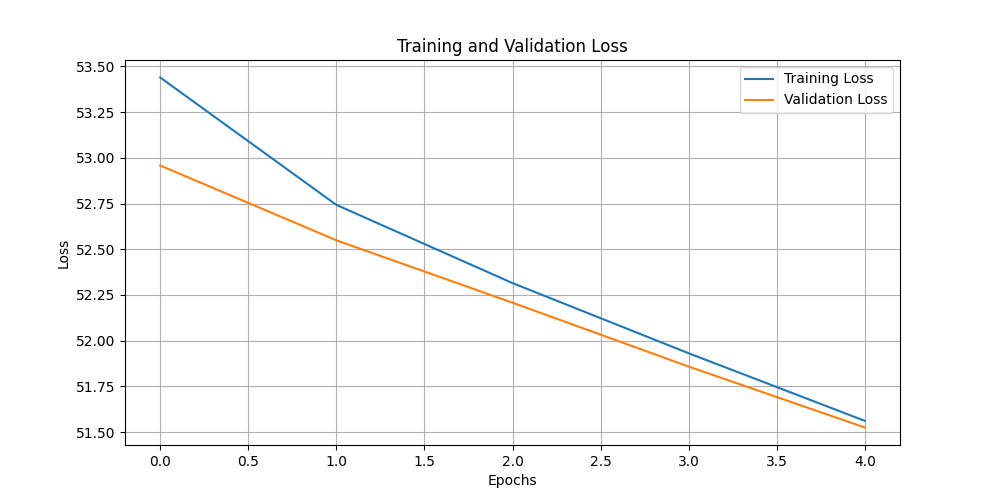 Training and Validation Loss
53.50
53.25
53.00
52.75
52.50
52.25
52.00
51.75
51.50
Loss
Training Loss
Validation Loss
0.0 0.5 1.0 1.5 2.0 2.5 3.0 3.5 4.0
Epochs